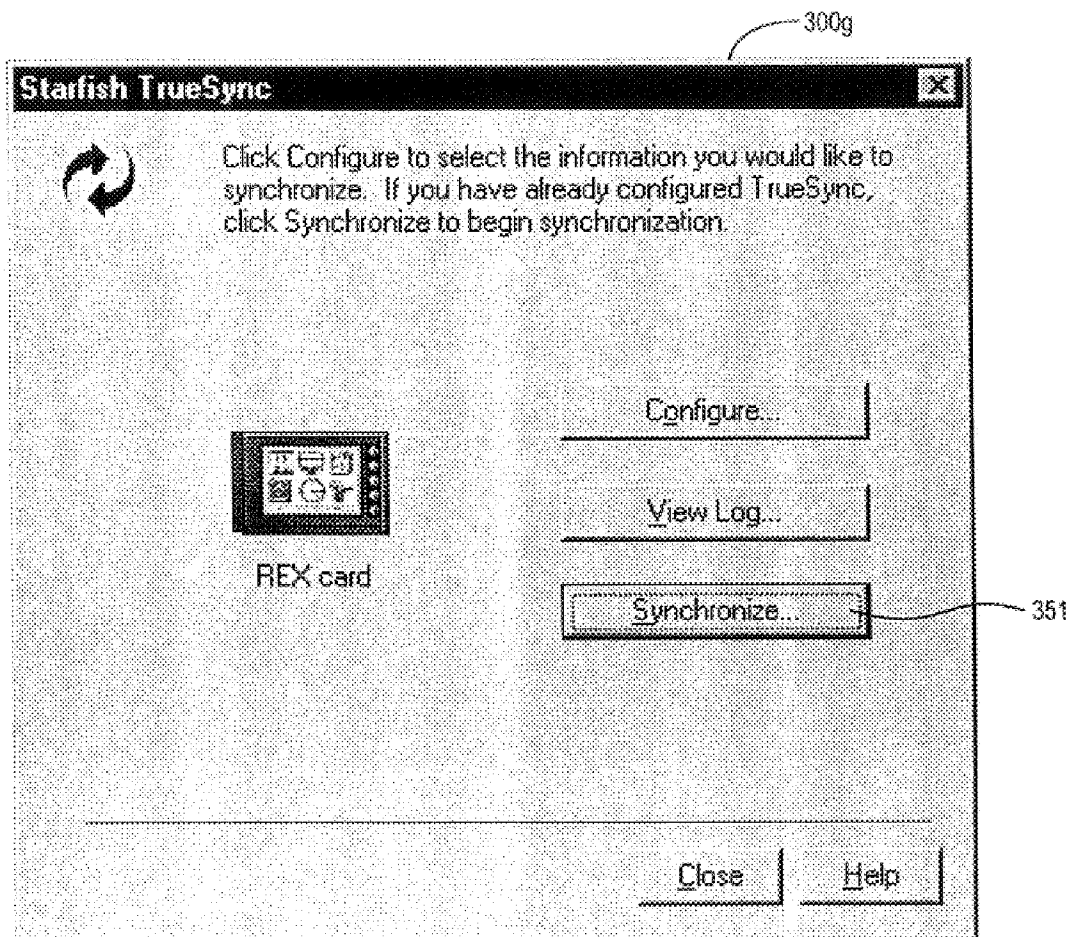 300g
Starfish TrueSync
Click Configure to select the information you would like to
synchronize. If you have already configured TrueSync,
click Synchronize to begin synchronization.
Configure...
View Log...
REX card
Synchronize...
351
Close
Help